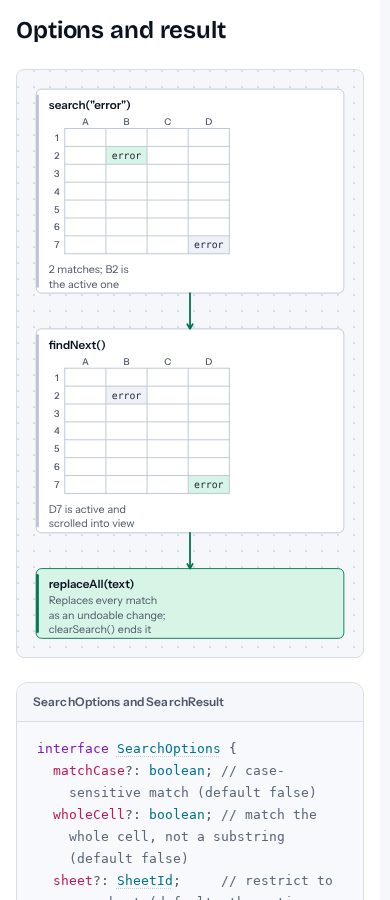 Options and result
search("error")
A B C D
1
2 error
3
4
5
6
7 error
2 matches; B2 is
the active one
findNext()
A B C D
1
2 error
3
4
5
6
7 error
D7 is active and
scrolled into view
replaceAll(text)
Replaces every match
as an undoable change;
clearSearch() ends it
SearchOptions and SearchResult
interface SearchOptions {
matchCase?: boolean; // case-
sensitive match (default false)
wholeCell?: boolean; // match the
whole cell, not a substring
(default false)
sheet?: SheetId; // restrict to